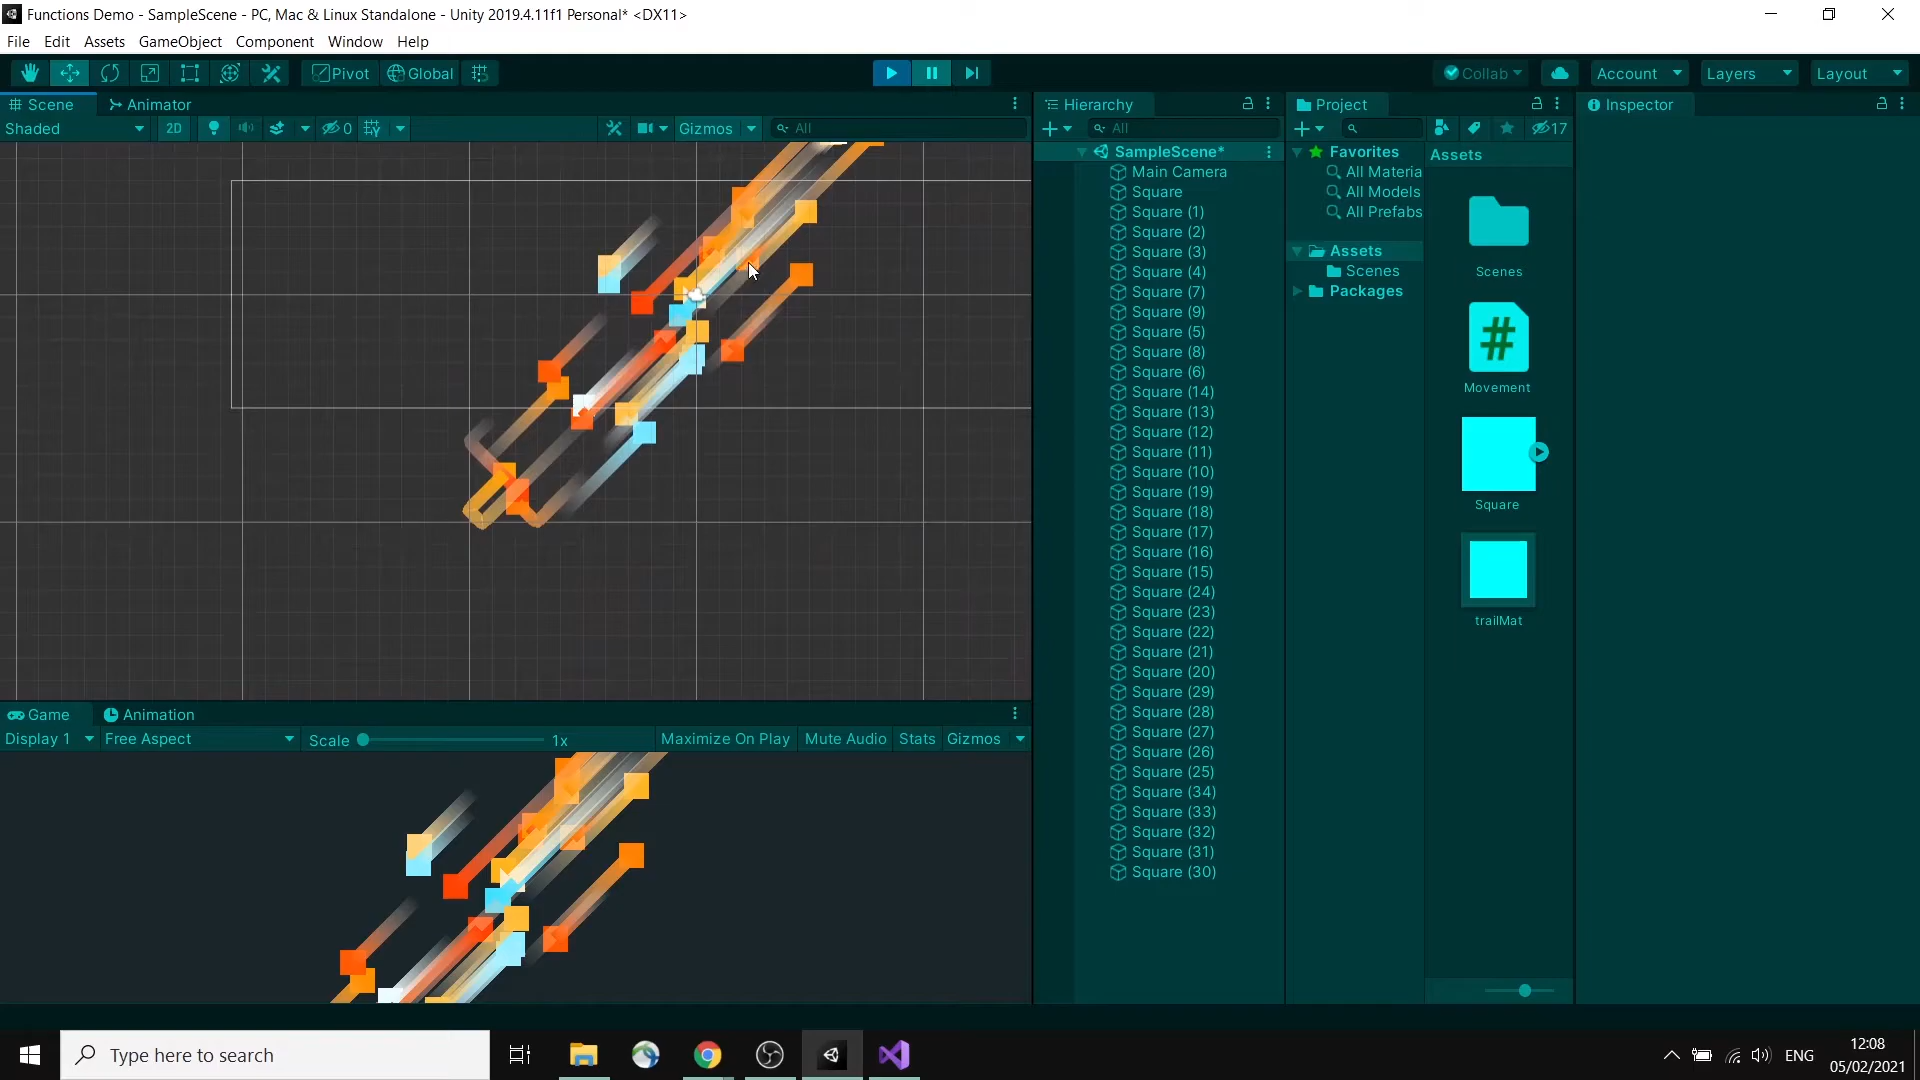 Functions Demo - SampleScene - PC, Mac & Linux Standalone - Unity 2019.4.11f1 Personal* <DX11>
File Edit Assets GameObject Component Window Help
Pivot Global Collab Account Layers Layout
Scene Animator
Shaded 2D 0 Gizmos All
Hierarchy
All
SampleScene*
Main Camera
Square
Square (1)
Square (2)
Square (3)
Square (4)
Square (7)
Square (9)
Square (5)
Square (8)
Square (6)
Square (14)
Square (13)
Square (12)
Square (11)
Square (10)
Square (19)
Square (18)
Square (17)
Square (16)
Square (15)
Square (24)
Square (23)
Square (22)
Square (21)
Square (20)
Square (29)
Square (28)
Square (27)
Square (26)
Square (25)
Square (34)
Square (33)
Square (32)
Square (31)
Square (30)
Project
17
Favorites
All Materia
All Models
All Prefabs
Assets
Scenes
Packages
Assets
Scenes
#
Movement
Square
trailMat
Inspector
Game Animation
Display 1 Free Aspect Scale 1x Maximize On Play Mute Audio Stats Gizmos
Type here to search
ENG
12:08
05/02/2021